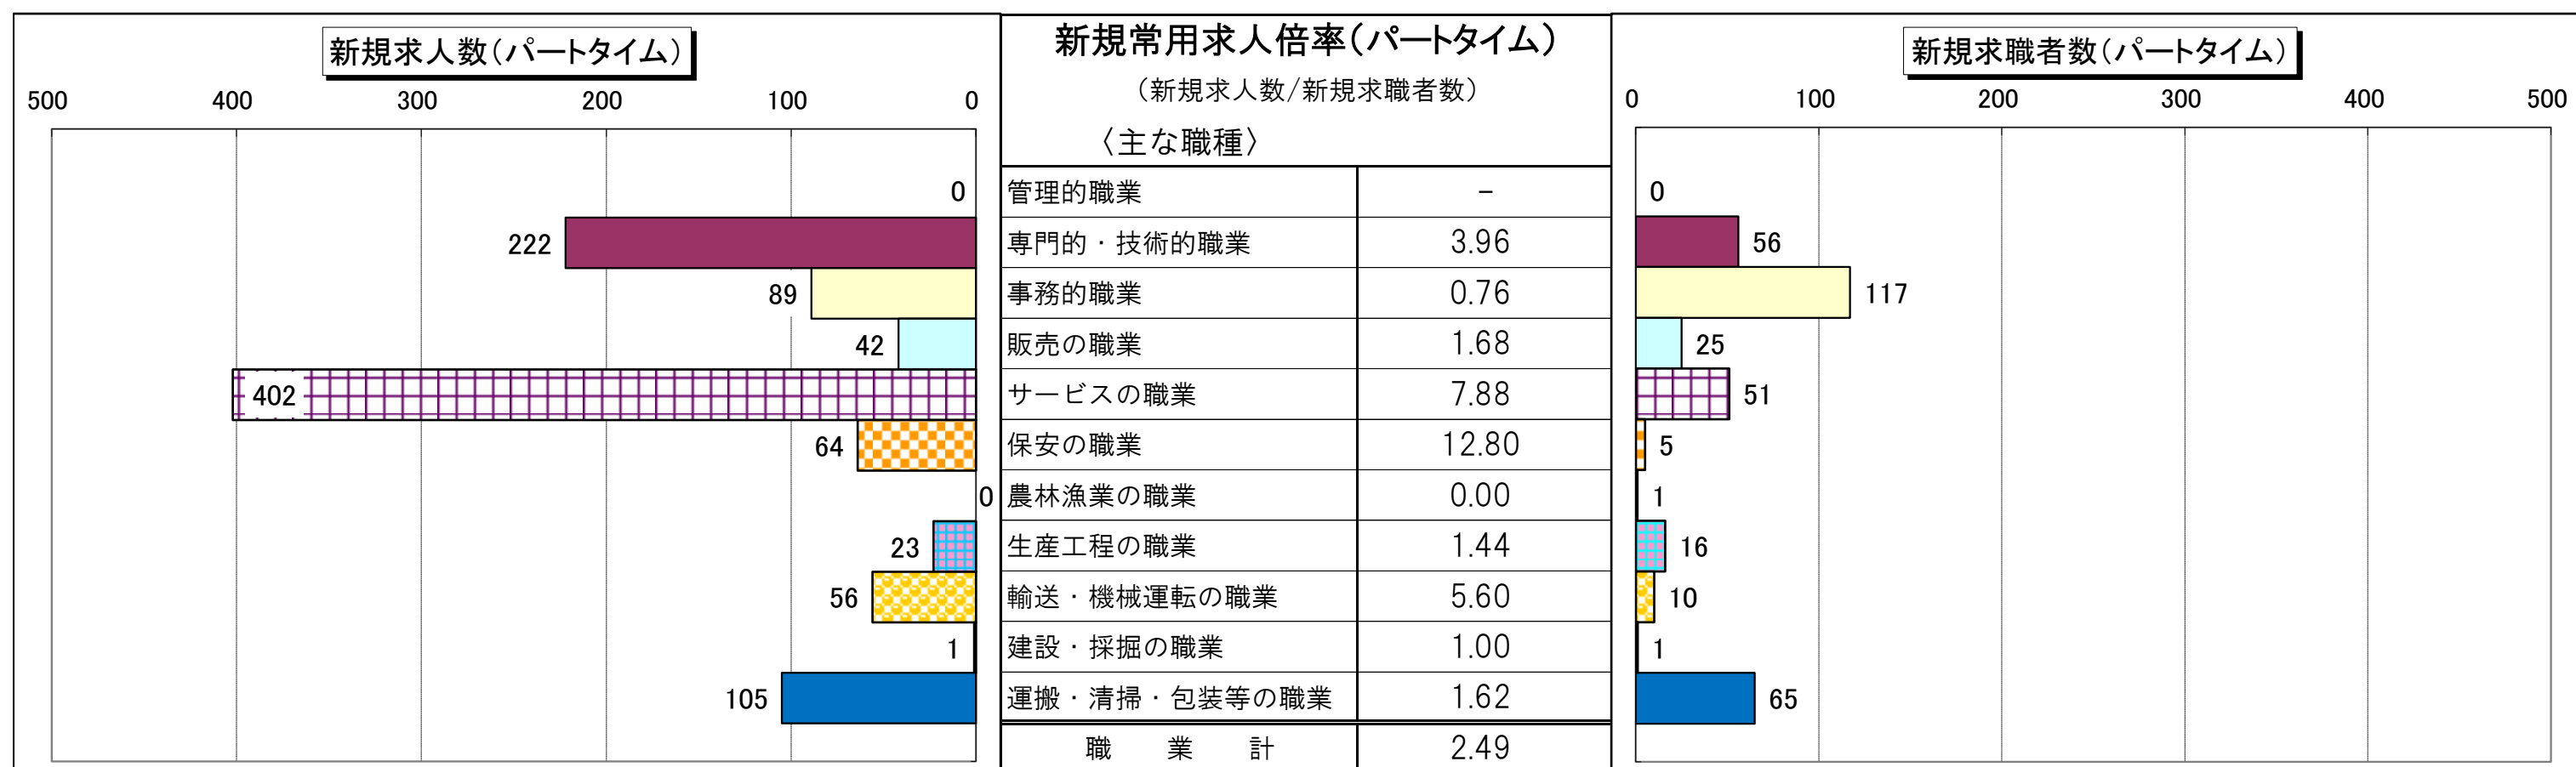 新規求人数(パートタイム)
500 400 300 200 100 0
0
222
89
42
402
64
0
23
56
1
105
新規常用求人倍率(パートタイム)
(新規求人数/新規求職者数)
〈主な職種〉
管理的職業 －
専門的・技術的職業 3.96
事務的職業 0.76
販売の職業 1.68
サービスの職業 7.88
保安の職業 12.80
農林漁業の職業 0.00
生産工程の職業 1.44
輸送・機械運転の職業 5.60
建設・採掘の職業 1.00
運搬・清掃・包装等の職業 1.62
職 業 計 2.49
新規求職者数(パートタイム)
0 100 200 300 400 500
0
56
117
25
51
5
1
16
10
1
65